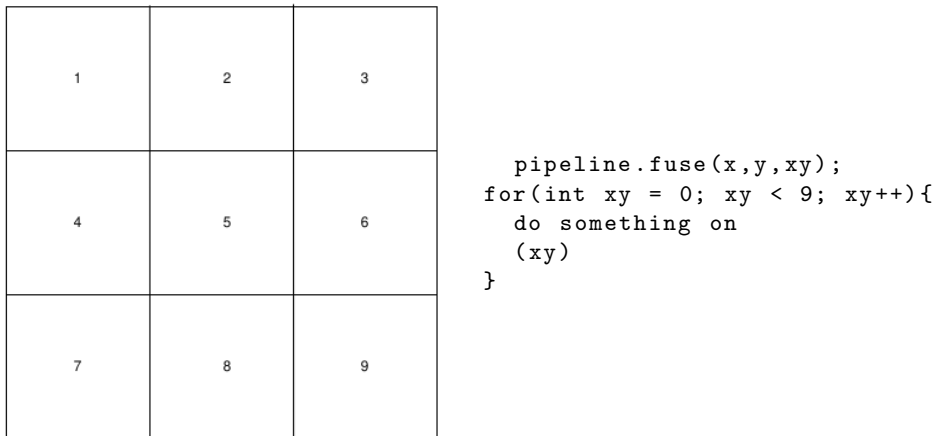 1 2 3
4 5 6
7 8 9
pipeline.fuse(x,y,xy);
for(int xy = 0; xy < 9; xy++){
do something on
(xy)
}